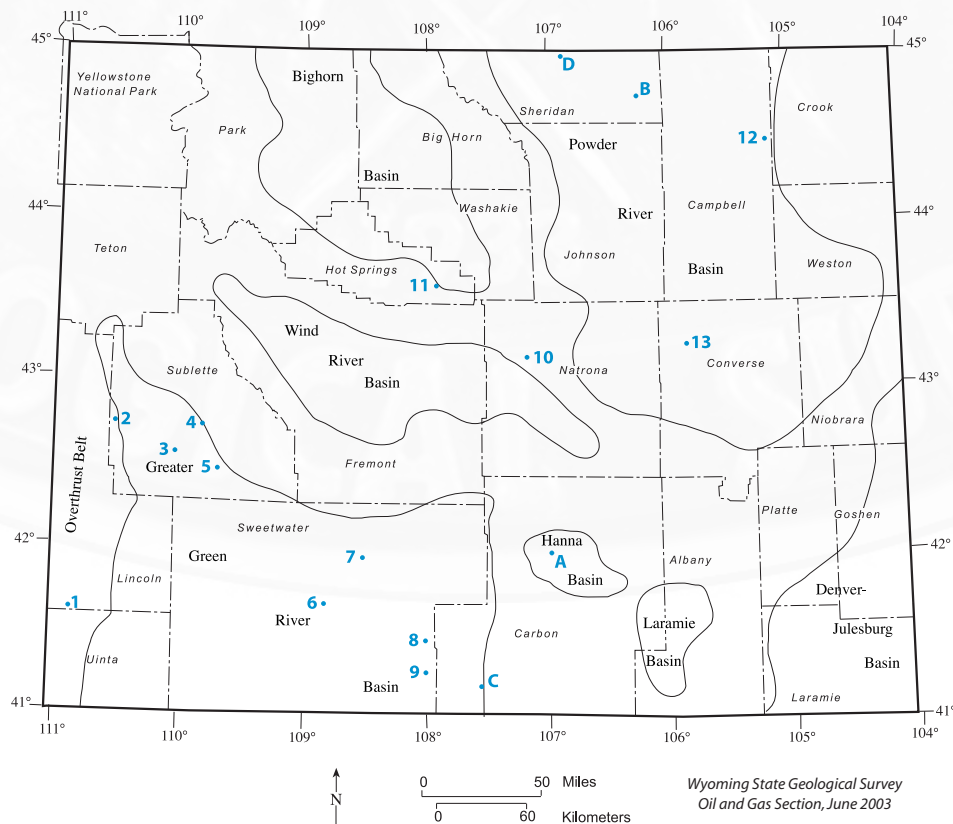 111° 110° 109° 108° 107° 106° 105° 104°
45° 45°
Yellowstone
National Park
Bighorn
D
B
Sheridan
Crook
Park
Big Horn
12
Powder
Basin
44° 44°
Washakie
River
Campbell
Teton
Johnson
Weston
Hot Springs
Basin
11
Wind
13
River
10
Natrona
Converse
43° 43°
Sublette
Basin
2
4
Niobrara
3
Greater
5
Fremont
Overthrust Belt
Platte
Goshen
Sweetwater
42° 42°
Hanna
Green
7
A
Albany
Lincoln
Basin
Denver-
1
6
River
Carbon
Laramie
Julesburg
8
Uinta
9
Basin
Basin
C
Basin
Laramie
41° 41°
111° 110° 109° 108° 107° 106° 105° 104°
N
0 50 Miles
0 60 Kilometers
Wyoming State Geological Survey
Oil and Gas Section, June 2003